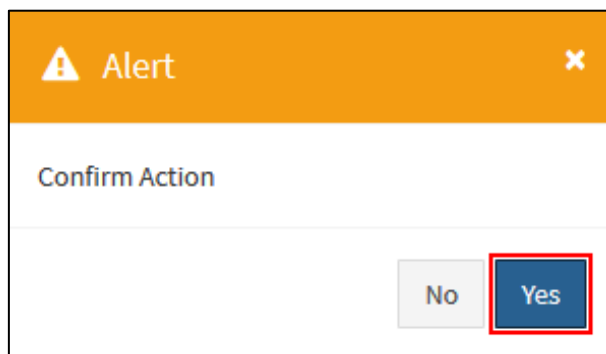 Alert
Confirm Action
No
Yes